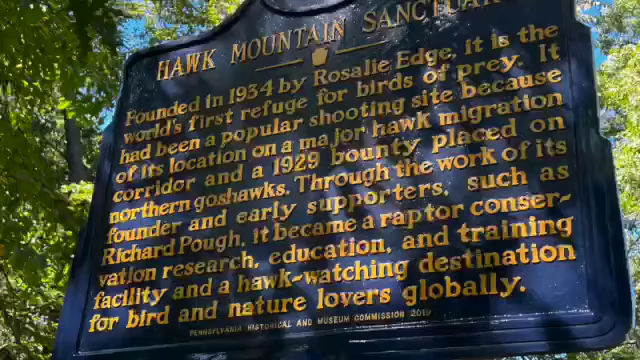 HAWK MOUNTAIN SANCTUARY
Founded in 1934 by Rosalie Edge, it is the
world's first refuge for birds of prey. It
had been a popular shooting site because
of its location on a major hawk migration
corridor and a 1929 bounty placed on
northern goshawks. Through the work of its
founder and early supporters, such as
Richard Pough, it became a raptor conser-
vation research, education, and training
facility and a hawk-watching destination
for bird and nature lovers globally.
PENNSYLVANIA HISTORICAL AND MUSEUM COMMISSION 2019